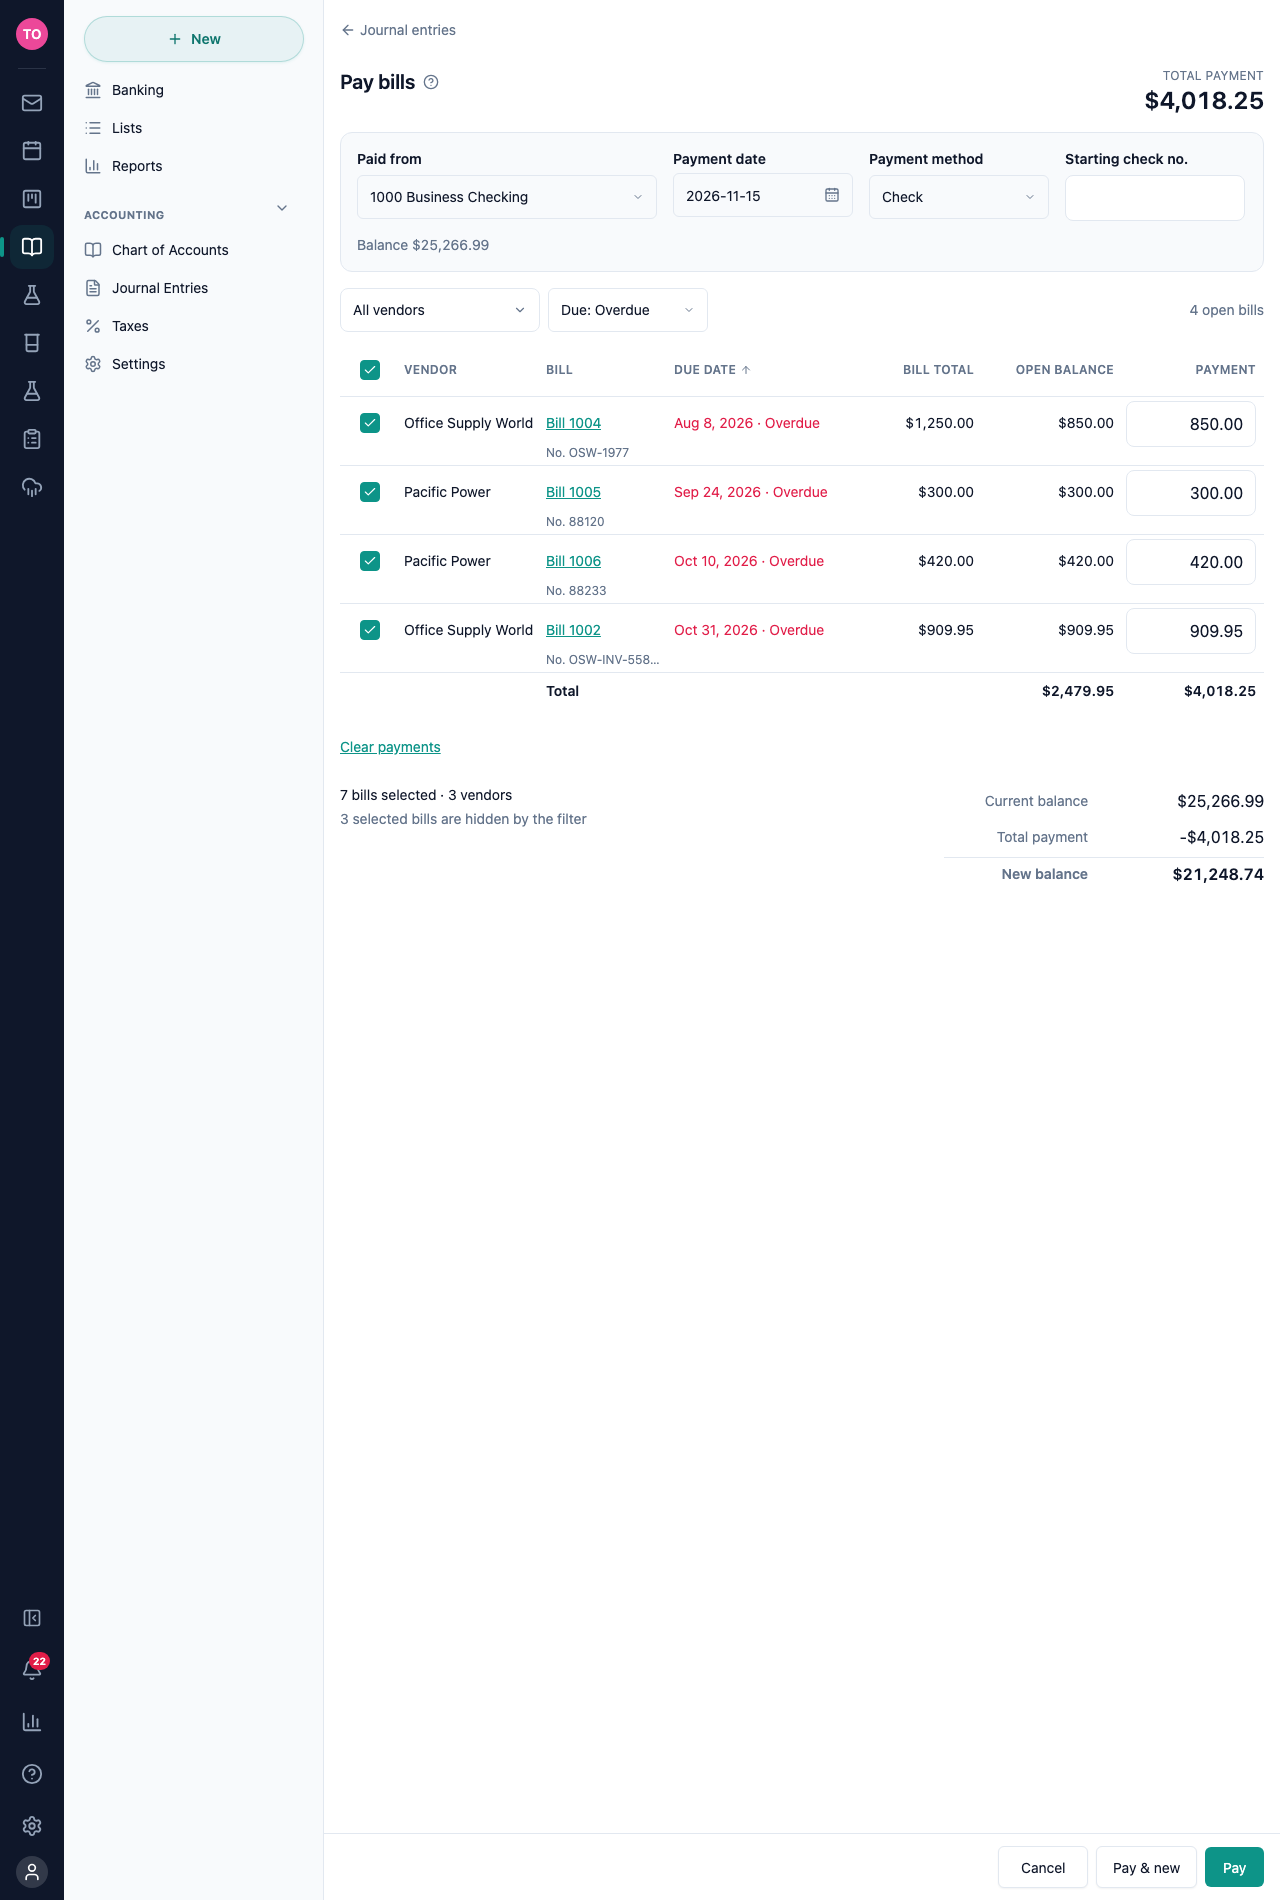 TO
New
Banking
Lists
Reports
ACCOUNTING
Chart of Accounts
Journal Entries
Taxes
Settings
22
Journal entries
Pay bills
TOTAL PAYMENT
$4,018.25
Paid from
Payment date
Payment method
Starting check no.
1000 Business Checking
2026-11-15
Check
Balance $25,266.99
All vendors
Due: Overdue
4 open bills
VENDOR BILL DUE DATE BILL TOTAL OPEN BALANCE PAYMENT
Office Supply World Bill 1004 Aug 8, 2026 · Overdue $1,250.00 $850.00 850.00
No. OSW-1977
Pacific Power Bill 1005 Sep 24, 2026 · Overdue $300.00 $300.00 300.00
No. 88120
Pacific Power Bill 1006 Oct 10, 2026 · Overdue $420.00 $420.00 420.00
No. 88233
Office Supply World Bill 1002 Oct 31, 2026 · Overdue $909.95 $909.95 909.95
No. OSW-INV-558...
Total $2,479.95 $4,018.25
Clear payments
7 bills selected · 3 vendors
3 selected bills are hidden by the filter
Current balance $25,266.99
Total payment -$4,018.25
New balance $21,248.74
Cancel
Pay & new
Pay